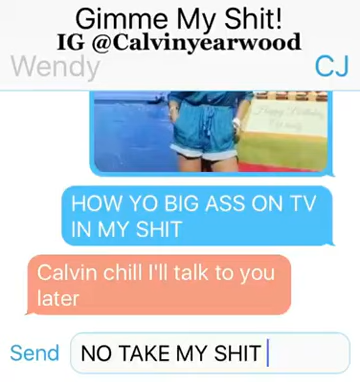 Gimme My Shit!
IG @Calvinyearwood
Wendy
CJ
HOW YO BIG ASS ON TV
IN MY SHIT
Calvin chill I'll talk to you
later
Send
NO TAKE MY SHIT